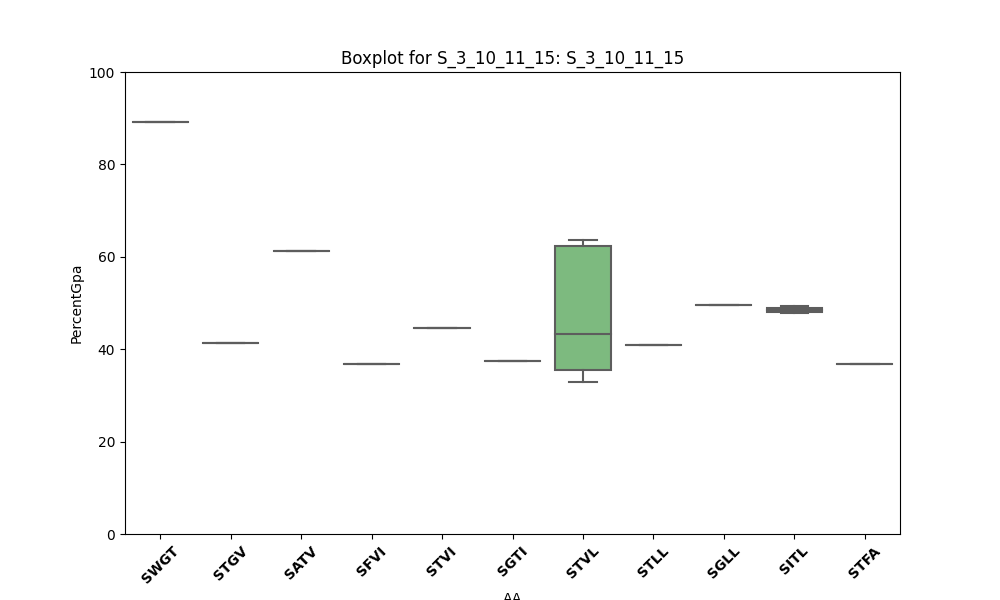 Boxplot for S_3_10_11_15: S_3_10_11_15
PercentGpa
100
80
60
40
20
0
SWGT STGV SATV SFVI STVI SGTI STVL STLL SGLL SITL STFA
AA